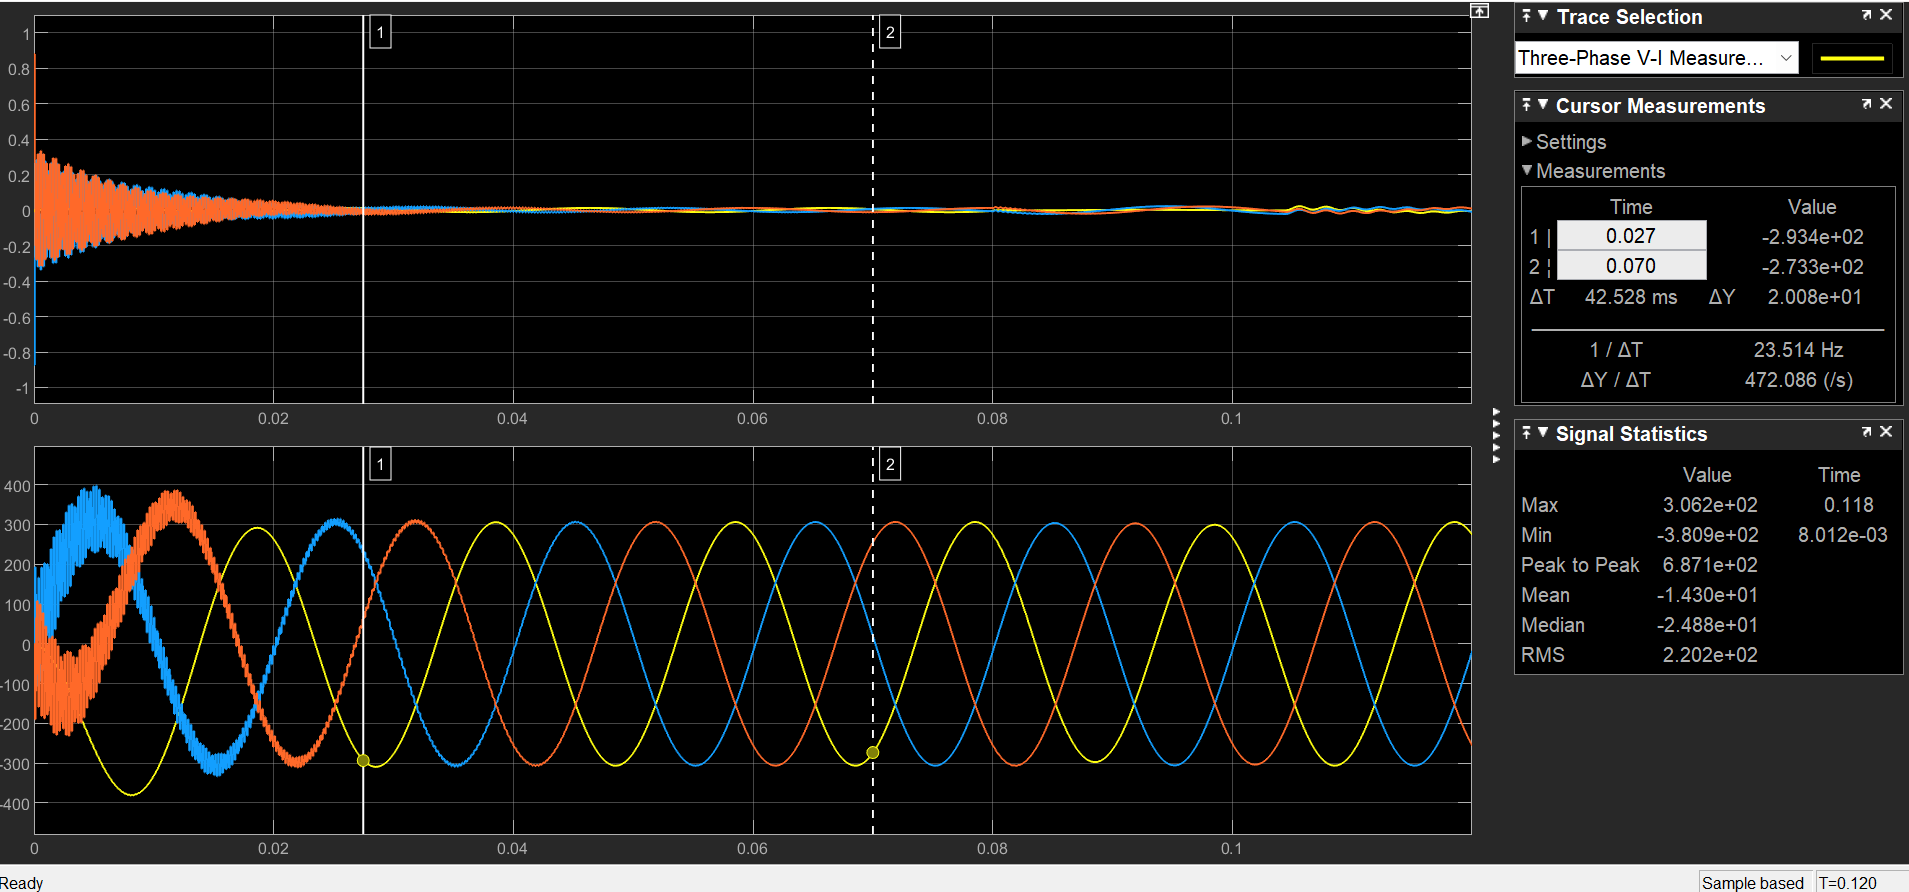 1
0.8
0.6
0.4
0.2
0
-0.2
-0.4
-0.6
-0.8
-1
0 0.02 0.04 0.06 0.08 0.1
1 2
400
300
200
100
0
-100
-200
-300
-400
0 0.02 0.04 0.06 0.08 0.1
1 2
Trace Selection
Three-Phase V-I Measure...
Cursor Measurements
Settings
Measurements
Time Value
1 | 0.027 -2.934e+02
2 ¦ 0.070 -2.733e+02
ΔT 42.528 ms ΔY 2.008e+01
1 / ΔT 23.514 Hz
ΔY / ΔT 472.086 (/s)
Signal Statistics
Value Time
Max 3.062e+02 0.118
Min -3.809e+02 8.012e-03
Peak to Peak 6.871e+02
Mean -1.430e+01
Median -2.488e+01
RMS 2.202e+02
Ready Sample based T=0.120